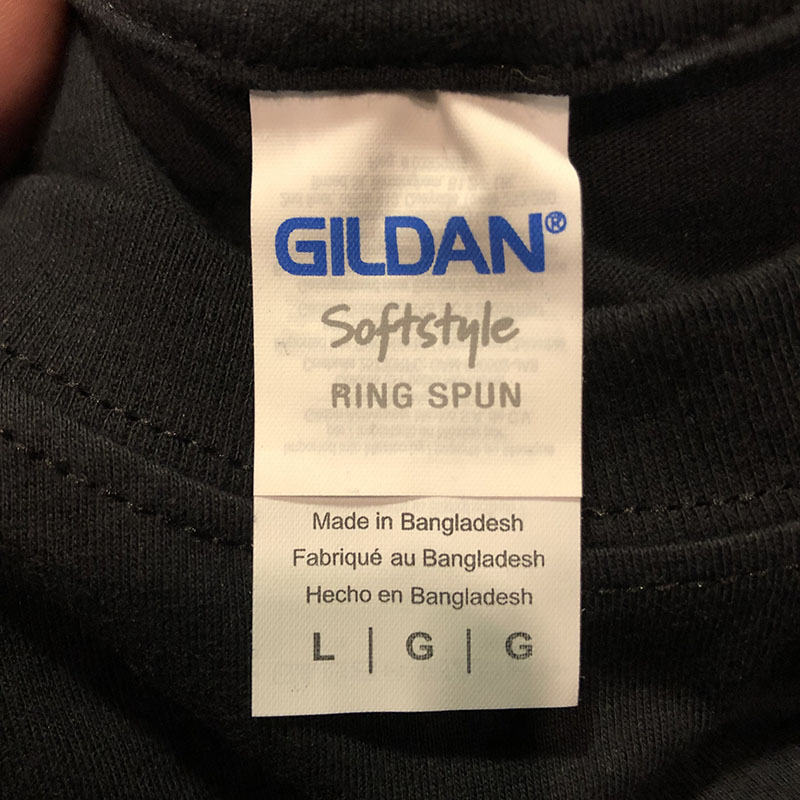 GILDAN®
Softstyle
RING SPUN
Made in Bangladesh
Fabriqué au Bangladesh
Hecho en Bangladesh
L | G | G